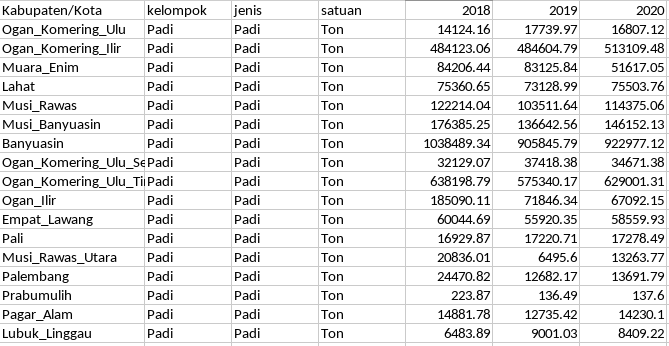 Kabupaten/Kota kelompok jenis satuan 2018 2019 2020
Ogan_Komering_Ulu Padi Padi Ton 14124.16 17739.97 16807.12
Ogan_Komering_Ilir Padi Padi Ton 484123.06 484604.79 513109.48
Muara_Enim Padi Padi Ton 84206.44 83125.84 51617.05
Lahat Padi Padi Ton 75360.65 73128.99 75503.76
Musi_Rawas Padi Padi Ton 122214.04 103511.64 114375.06
Musi_Banyuasin Padi Padi Ton 176385.25 136642.56 146152.13
Banyuasin Padi Padi Ton 1038489.34 905845.79 922977.12
Ogan_Komering_Ulu_Se Padi Padi Ton 32129.07 37418.38 34671.38
Ogan_Komering_Ulu_Ti Padi Padi Ton 638198.79 575340.17 629001.31
Ogan_Ilir Padi Padi Ton 185090.11 71846.34 67092.15
Empat_Lawang Padi Padi Ton 60044.69 55920.35 58559.93
Pali Padi Padi Ton 16929.87 17220.71 17278.49
Musi_Rawas_Utara Padi Padi Ton 20836.01 6495.6 13263.77
Palembang Padi Padi Ton 24470.82 12682.17 13691.79
Prabumulih Padi Padi Ton 223.87 136.49 137.6
Pagar_Alam Padi Padi Ton 14881.78 12735.42 14230.1
Lubuk_Linggau Padi Padi Ton 6483.89 9001.03 8409.22